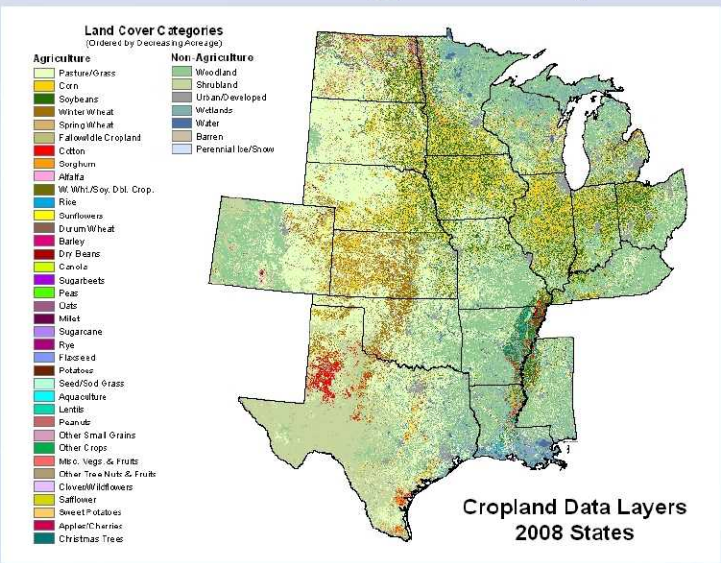 Land Cover Categories
(Ordered by Decreasing Acreage)
Agriculture
Pasture/Grass
Corn
Soybeans
Winter Wheat
Spring Wheat
Fallow/Idle Cropland
Cotton
Sorghum
Alfalfa
W. Wht./Soy. Dbl. Crop.
Rice
Sunflowers
Durum Wheat
Barley
Dry Beans
Canola
Sugarbeets
Peas
Oats
Millet
Sugarcane
Rye
Flaxseed
Potatoes
Seed/Sod Grass
Aquaculture
Lentils
Peanuts
Other Small Grains
Other Crops
Misc. Vegs. & Fruits
Other Tree Nuts & Fruits
Clover/Wildflowers
Safflower
Sweet Potatoes
Apples/Cherries
Christmas Trees
Non-Agriculture
Woodland
Shrubland
Urban/Developed
Wetlands
Water
Barren
Perennial Ice/Snow
Cropland Data Layers
2008 States